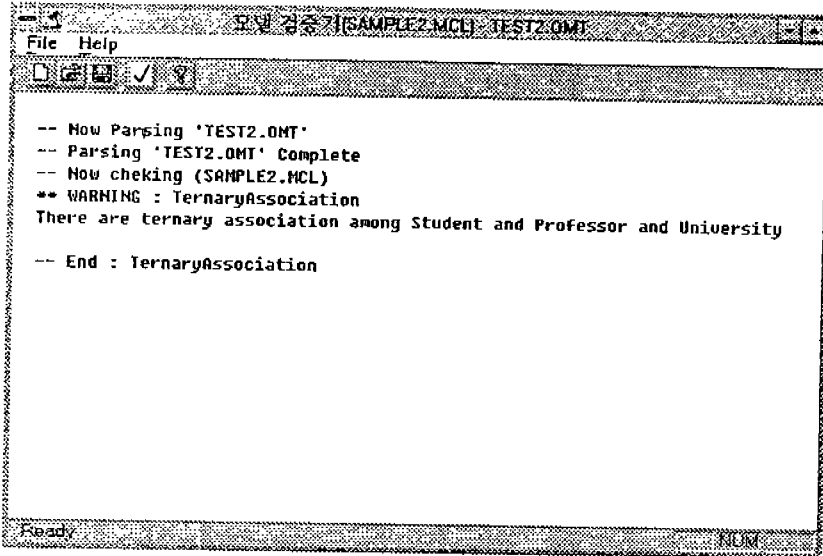 모델 검증기[SAMPLE2.MCL] - TEST2.OMT
File Help
-- Now Parsing 'TEST2.OMT'
-- Parsing 'TEST2.OMT' Complete
-- Now cheking (SAMPLE2.MCL)
** WARNING : TernaryAssociation
There are ternary association among Student and Professor and University
-- End : TernaryAssociation
Ready
NUM